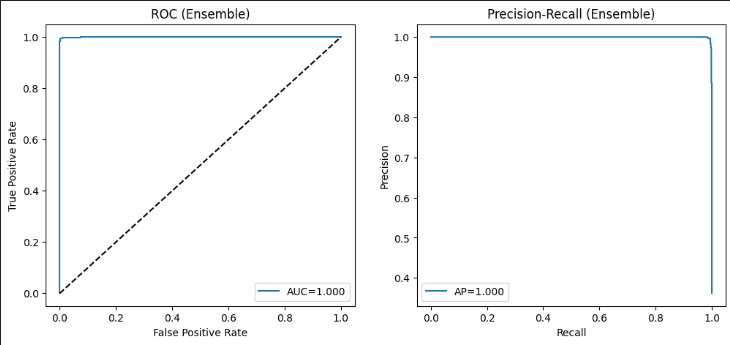 ROC (Ensemble)
1.0
0.8
0.6
0.4
0.2
0.0
True Positive Rate
AUC=1.000
0.0 0.2 0.4 0.6 0.8 1.0
False Positive Rate
Precision-Recall (Ensemble)
1.0
0.9
0.8
0.7
0.6
0.5
0.4
Precision
AP=1.000
0.0 0.2 0.4 0.6 0.8 1.0
Recall